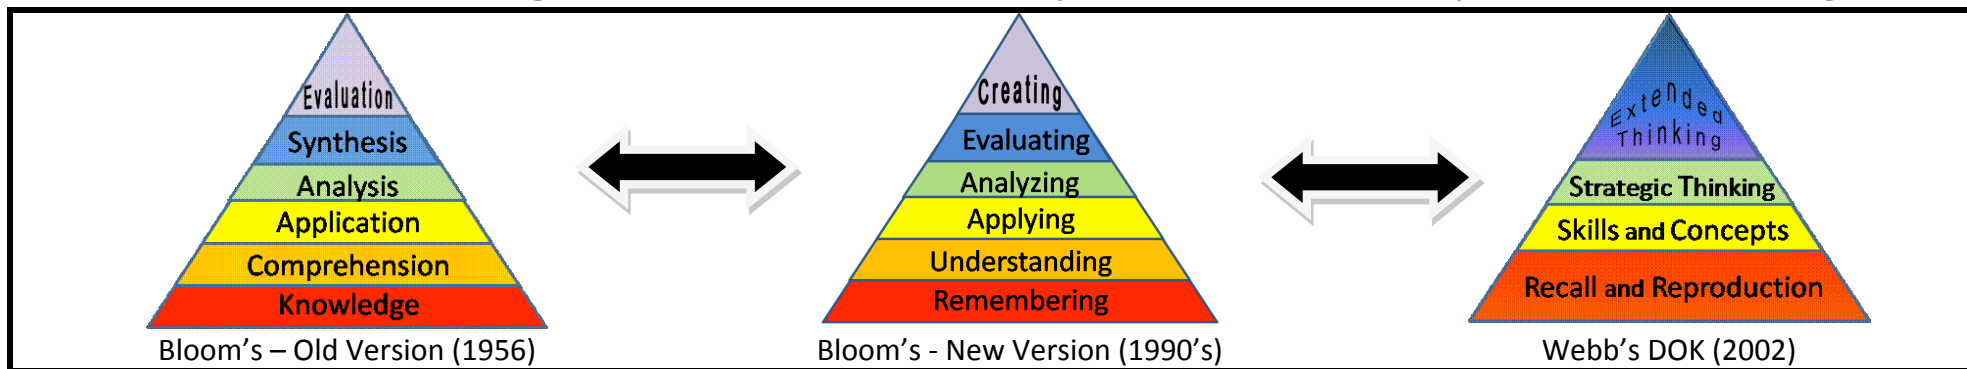 Evaluation
Synthesis
Analysis
Application
Comprehension
Knowledge
Bloom's – Old Version (1956)
Creating
Evaluating
Analyzing
Applying
Understanding
Remembering
Bloom's - New Version (1990's)
Extended
Thinking
Strategic Thinking
Skills and Concepts
Recall and Reproduction
Webb's DOK (2002)